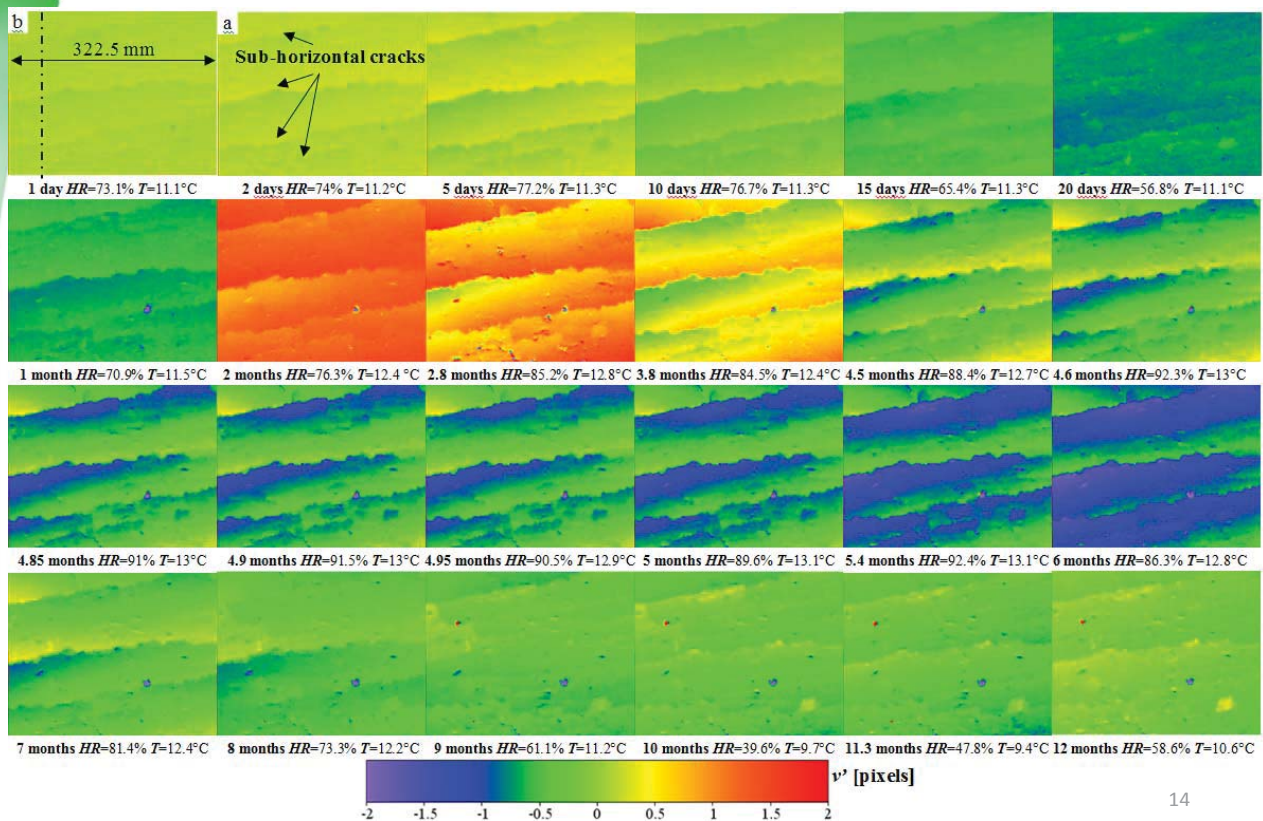 b
a
322.5 mm
Sub-horizontal cracks
1 day HR=73.1% T=11.1°C
2 days HR=74% T=11.2°C
5 days HR=77.2% T=11.3°C
10 days HR=76.7% T=11.3°C
15 days HR=65.4% T=11.3°C
20 days HR=56.8% T=11.1°C
1 month HR=70.9% T=11.5°C
2 months HR=76.3% T=12.4 °C
2.8 months HR=85.2% T=12.8°C
3.8 months HR=84.5% T=12.4°C
4.5 months HR=88.4% T=12.7°C
4.6 months HR=92.3% T=13°C
4.85 months HR=91% T=13°C
4.9 months HR=91.5% T=13°C
4.95 months HR=90.5% T=12.9°C
5 months HR=89.6% T=13.1°C
5.4 months HR=92.4% T=13.1°C
6 months HR=86.3% T=12.8°C
7 months HR=81.4% T=12.4°C
8 months HR=73.3% T=12.2°C
9 months HR=61.1% T=11.2°C
10 months HR=39.6% T=9.7°C
11.3 months HR=47.8% T=9.4°C
12 months HR=58.6% T=10.6°C
v' [pixels]
-2 -1.5 -1 -0.5 0 0.5 1 1.5 2
14